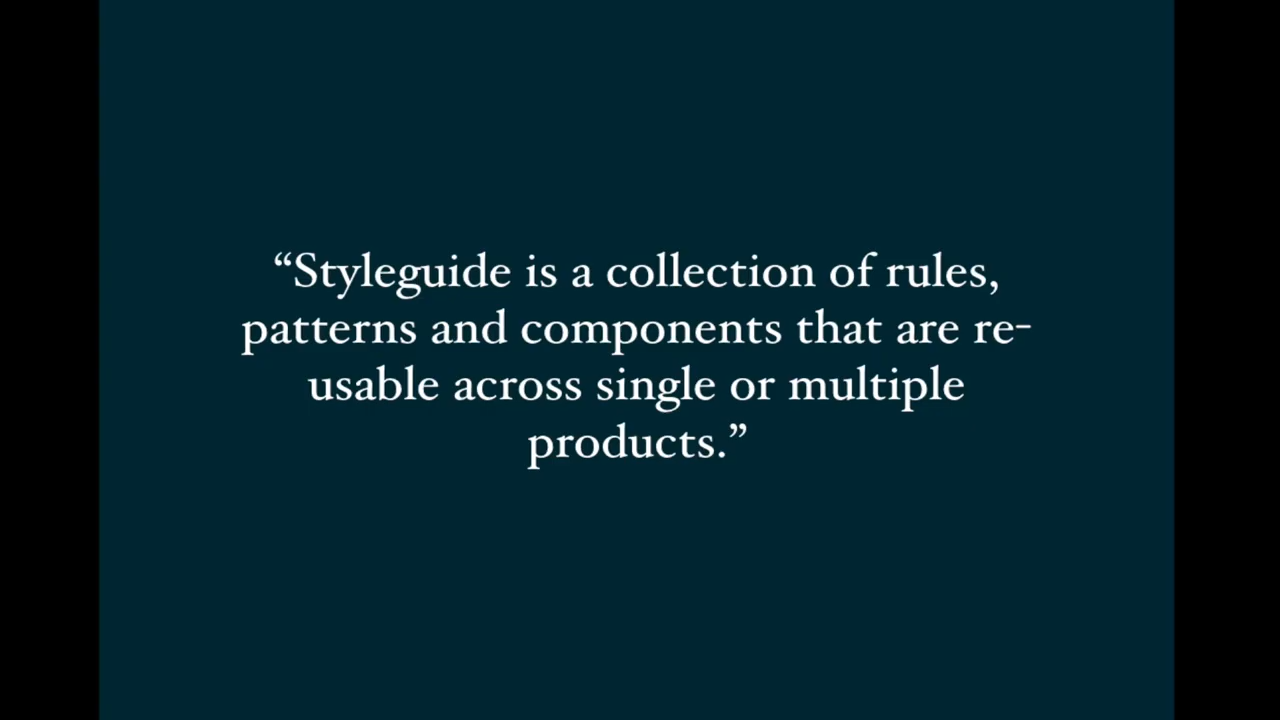 “Styleguide is a collection of rules,
patterns and components that are re-
usable across single or multiple
products.”